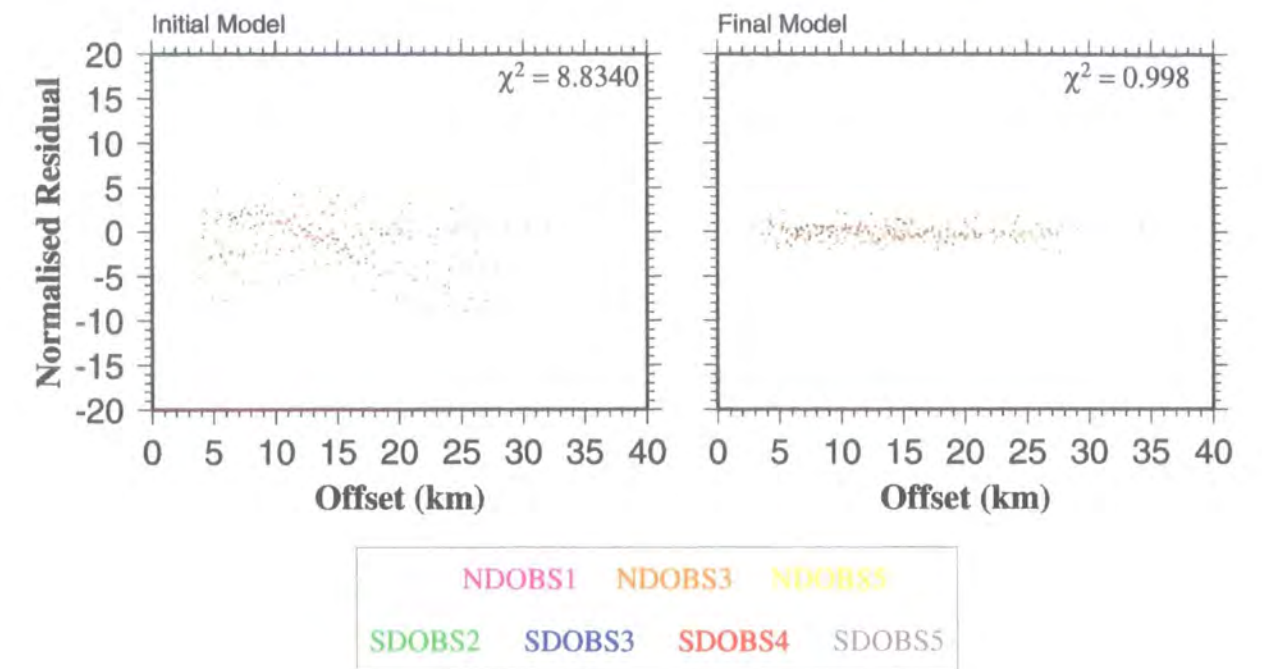 Initial Model
Final Model
χ² = 8.8340
χ² = 0.998
Normalised Residual
20
15
10
5
0
-5
-10
-15
-20
0 5 10 15 20 25 30 35 40
0 5 10 15 20 25 30 35 40
Offset (km)
Offset (km)
NDOBS1 NDOBS3 NDOBS5
SDOBS2 SDOBS3 SDOBS4 SDOBS5